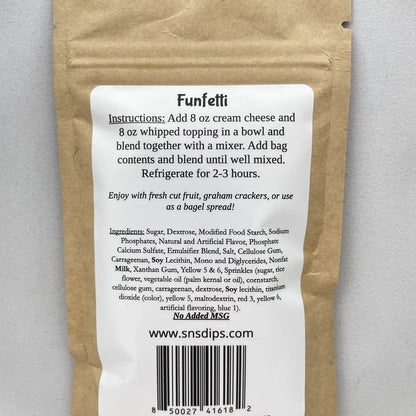 Funfetti
Instructions: Add 8 oz cream cheese and
8 oz whipped topping in a bowl and
blend together with a mixer. Add bag
contents and blend until well mixed.
Refrigerate for 2-3 hours.
Enjoy with fresh cut fruit, graham crackers, or use
as a bagel spread!
Ingredients: Sugar, Dextrose, Modified Food Starch, Sodium
Phosphates, Natural and Artificial Flavor, Phosphate
Calcium Sulfate, Emulsifier Blend, Salt, Cellulose Gum,
Carrageenan, Soy Lecithin, Mono and Diglycerides, Nonfat
Milk, Xanthan Gum, Yellow 5 & 6, Sprinkles (sugar, rice
flour, vegetable oil (palm kernal or oil), cornstarch,
cellulose gum, carrageenan, dextrose, Soy lecithin, titanium
dioxide (color), yellow 5, maltodextrin, red 3, yellow 6,
artificial flavoring, blue 1).
No Added MSG
www.snsdips.com
8 50027 41618 2